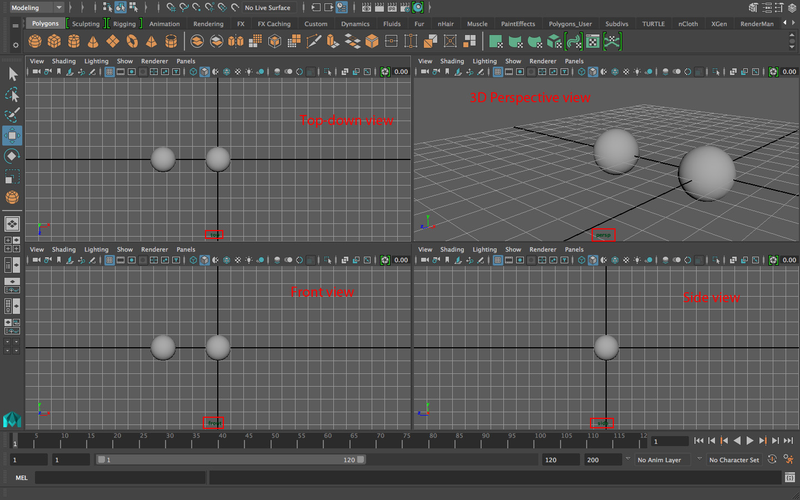 Modeling
No Live Surface
Polygons Sculpting Rigging Animation Rendering FX FX Caching Custom Dynamics Fluids Fur nHair Muscle PaintEffects Polygons_User Subdivs TURTLE nCloth XGen RenderMan
View Shading Lighting Show Renderer Panels
0.00
Top-down view
View Shading Lighting Show Renderer Panels
0.00
3D Perspective view
persp
View Shading Lighting Show Renderer Panels
0.00
Front view
View Shading Lighting Show Renderer Panels
0.00
Side view
1 5 10 15 20 25 30 35 40 45 50 55 60 65 70 75 80 85 90 95 100 105 110 115 12
1
1 1 1 120 120 200 No Anim Layer No Character Set
MEL